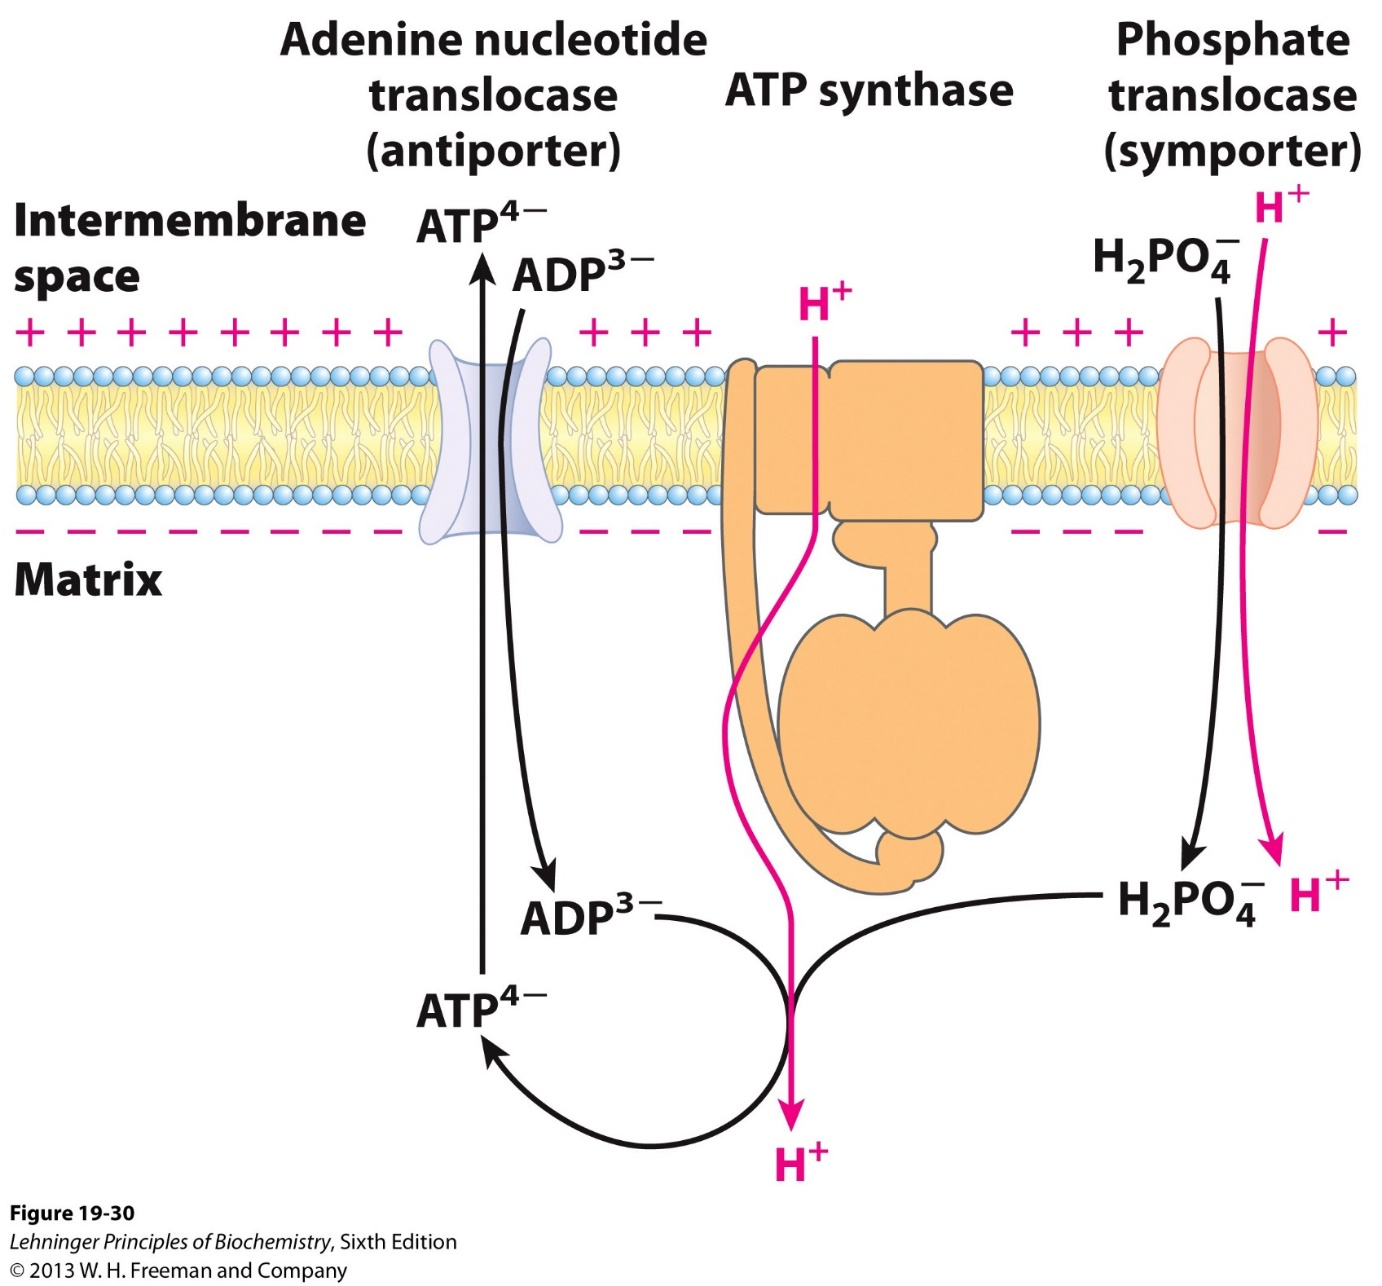 Adenine nucleotide
translocase
(antiporter)
ATP synthase
Phosphate
translocase
(symporter)
Intermembrane
space
ATP⁴⁻
ADP³⁻
H⁺
H₂PO₄⁻
H⁺
+ + + + + + + +
+ + +
+ + +
+
− − − − − − − −
− − −
− − −
−
Matrix
ADP³⁻
H₂PO₄⁻ H⁺
ATP⁴⁻
H⁺
Figure 19-30
Lehninger Principles of Biochemistry, Sixth Edition
© 2013 W. H. Freeman and Company